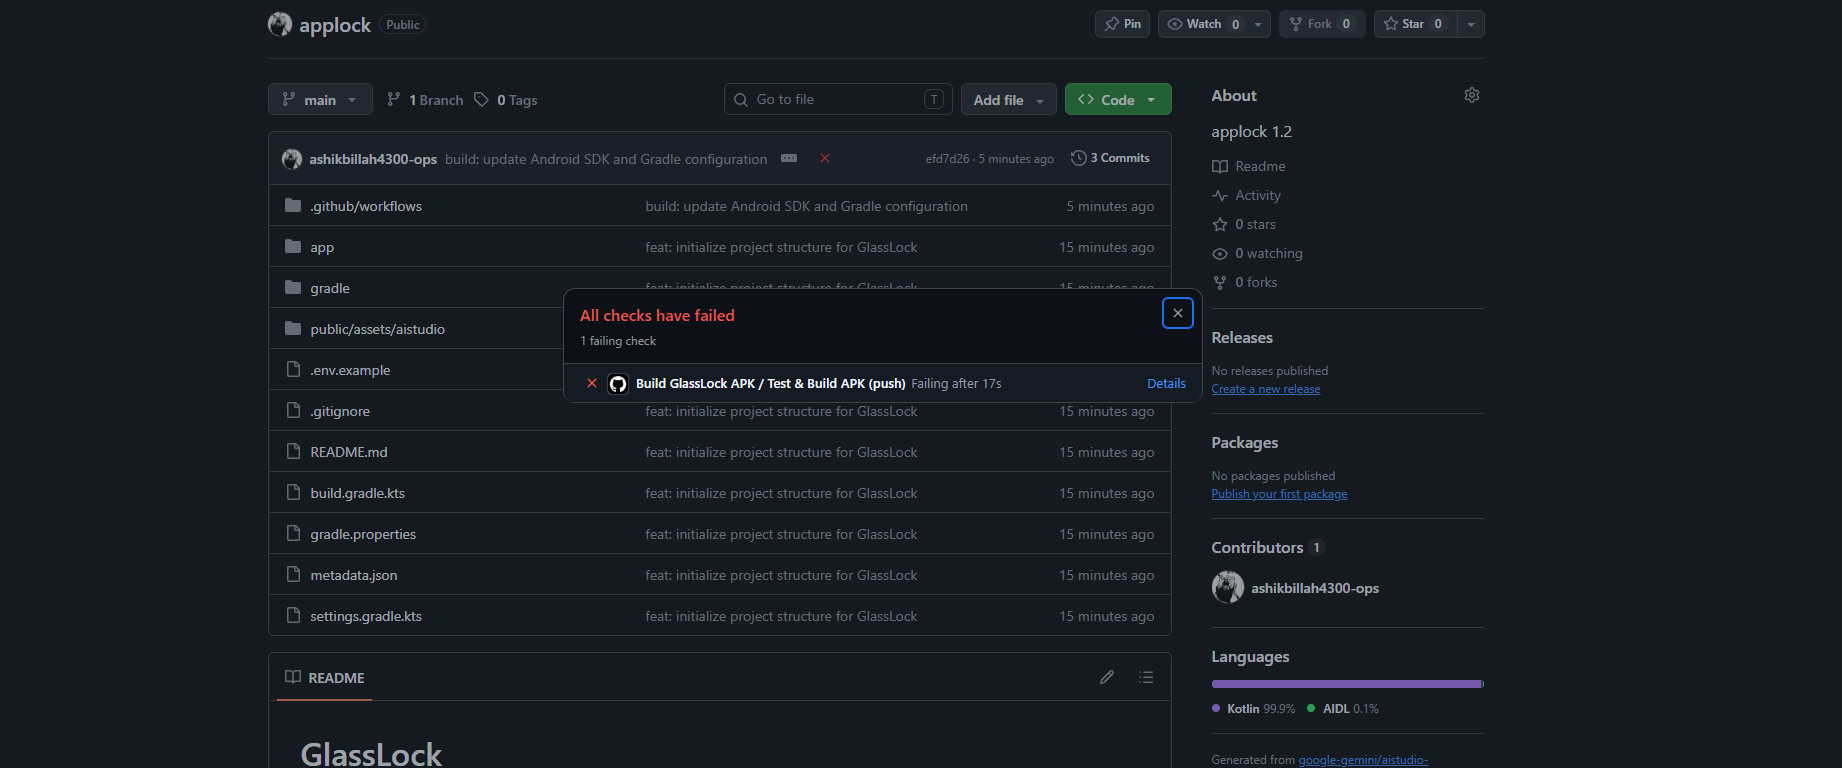 applock Public
Pin
Watch 0
Fork 0
Star 0
main
1 Branch
0 Tags
Go to file T
Add file
Code
ashikbillah4300-ops build: update Android SDK and Gradle configuration efd7d26 · 5 minutes ago 3 Commits
.github/workflows build: update Android SDK and Gradle configuration 5 minutes ago
app feat: initialize project structure for GlassLock 15 minutes ago
gradle feat: initialize project structure for GlassLock 15 minutes ago
public/assets/aistudio
.env.example
.gitignore feat: initialize project structure for GlassLock 15 minutes ago
README.md feat: initialize project structure for GlassLock 15 minutes ago
build.gradle.kts feat: initialize project structure for GlassLock 15 minutes ago
gradle.properties feat: initialize project structure for GlassLock 15 minutes ago
metadata.json feat: initialize project structure for GlassLock 15 minutes ago
settings.gradle.kts feat: initialize project structure for GlassLock 15 minutes ago
All checks have failed
1 failing check
Build GlassLock APK / Test & Build APK (push) Failing after 17s Details
README
GlassLock
About
applock 1.2
Readme
Activity
0 stars
0 watching
0 forks
Releases
No releases published
Create a new release
Packages
No packages published
Publish your first package
Contributors 1
ashikbillah4300-ops
Languages
Kotlin 99.9% AIDL 0.1%
Generated from google-gemini/aistudio-